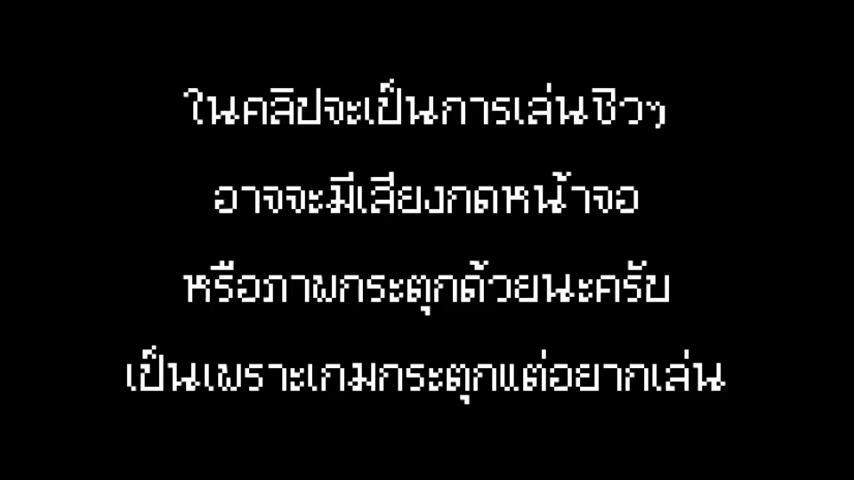 ในคลิปจะเป็นการเล่นชิวๆ
อาจจะมีเสียงกดหน้าจอ
หรือภาพกระตุกด้วยนะครับ
เป็นเพราะเกมกระตุกแต่อยากเล่น